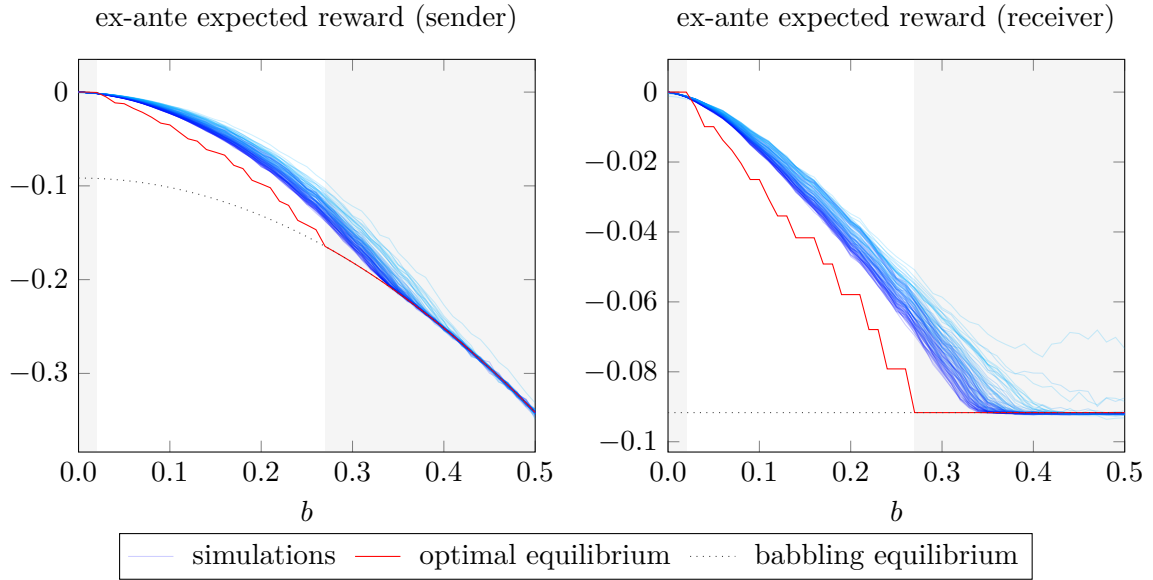 ex-ante expected reward (sender)
0
−0.1
−0.2
−0.3
0.0 0.1 0.2 0.3 0.4 0.5
b
ex-ante expected reward (receiver)
0
−0.02
−0.04
−0.06
−0.08
−0.1
0.0 0.1 0.2 0.3 0.4 0.5
b
simulations optimal equilibrium babbling equilibrium